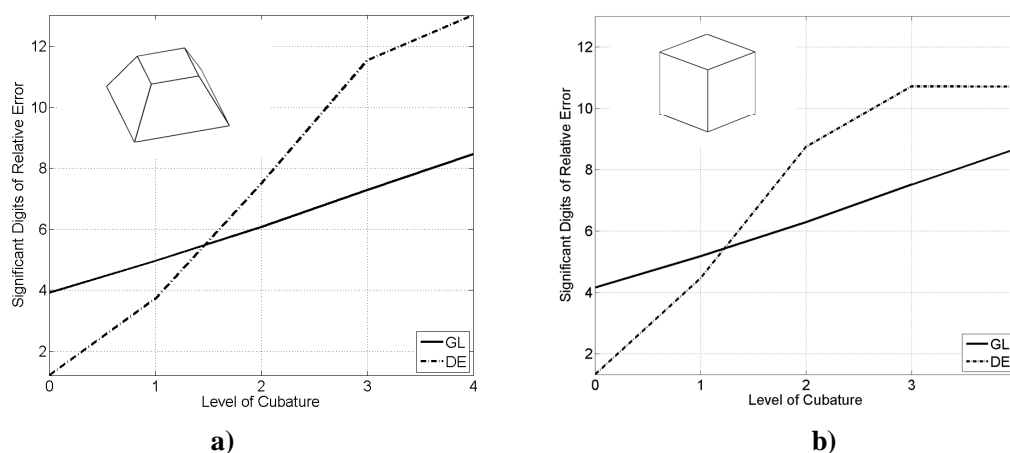 12
10
8
6
4
2
Significant Digits of Relative Error
0 1 2 3 4
Level of Cubature
GL
DE
a)
12
10
8
6
4
2
Significant Digits of Relative Error
0 1 2 3
Level of Cubature
GL
DE
b)